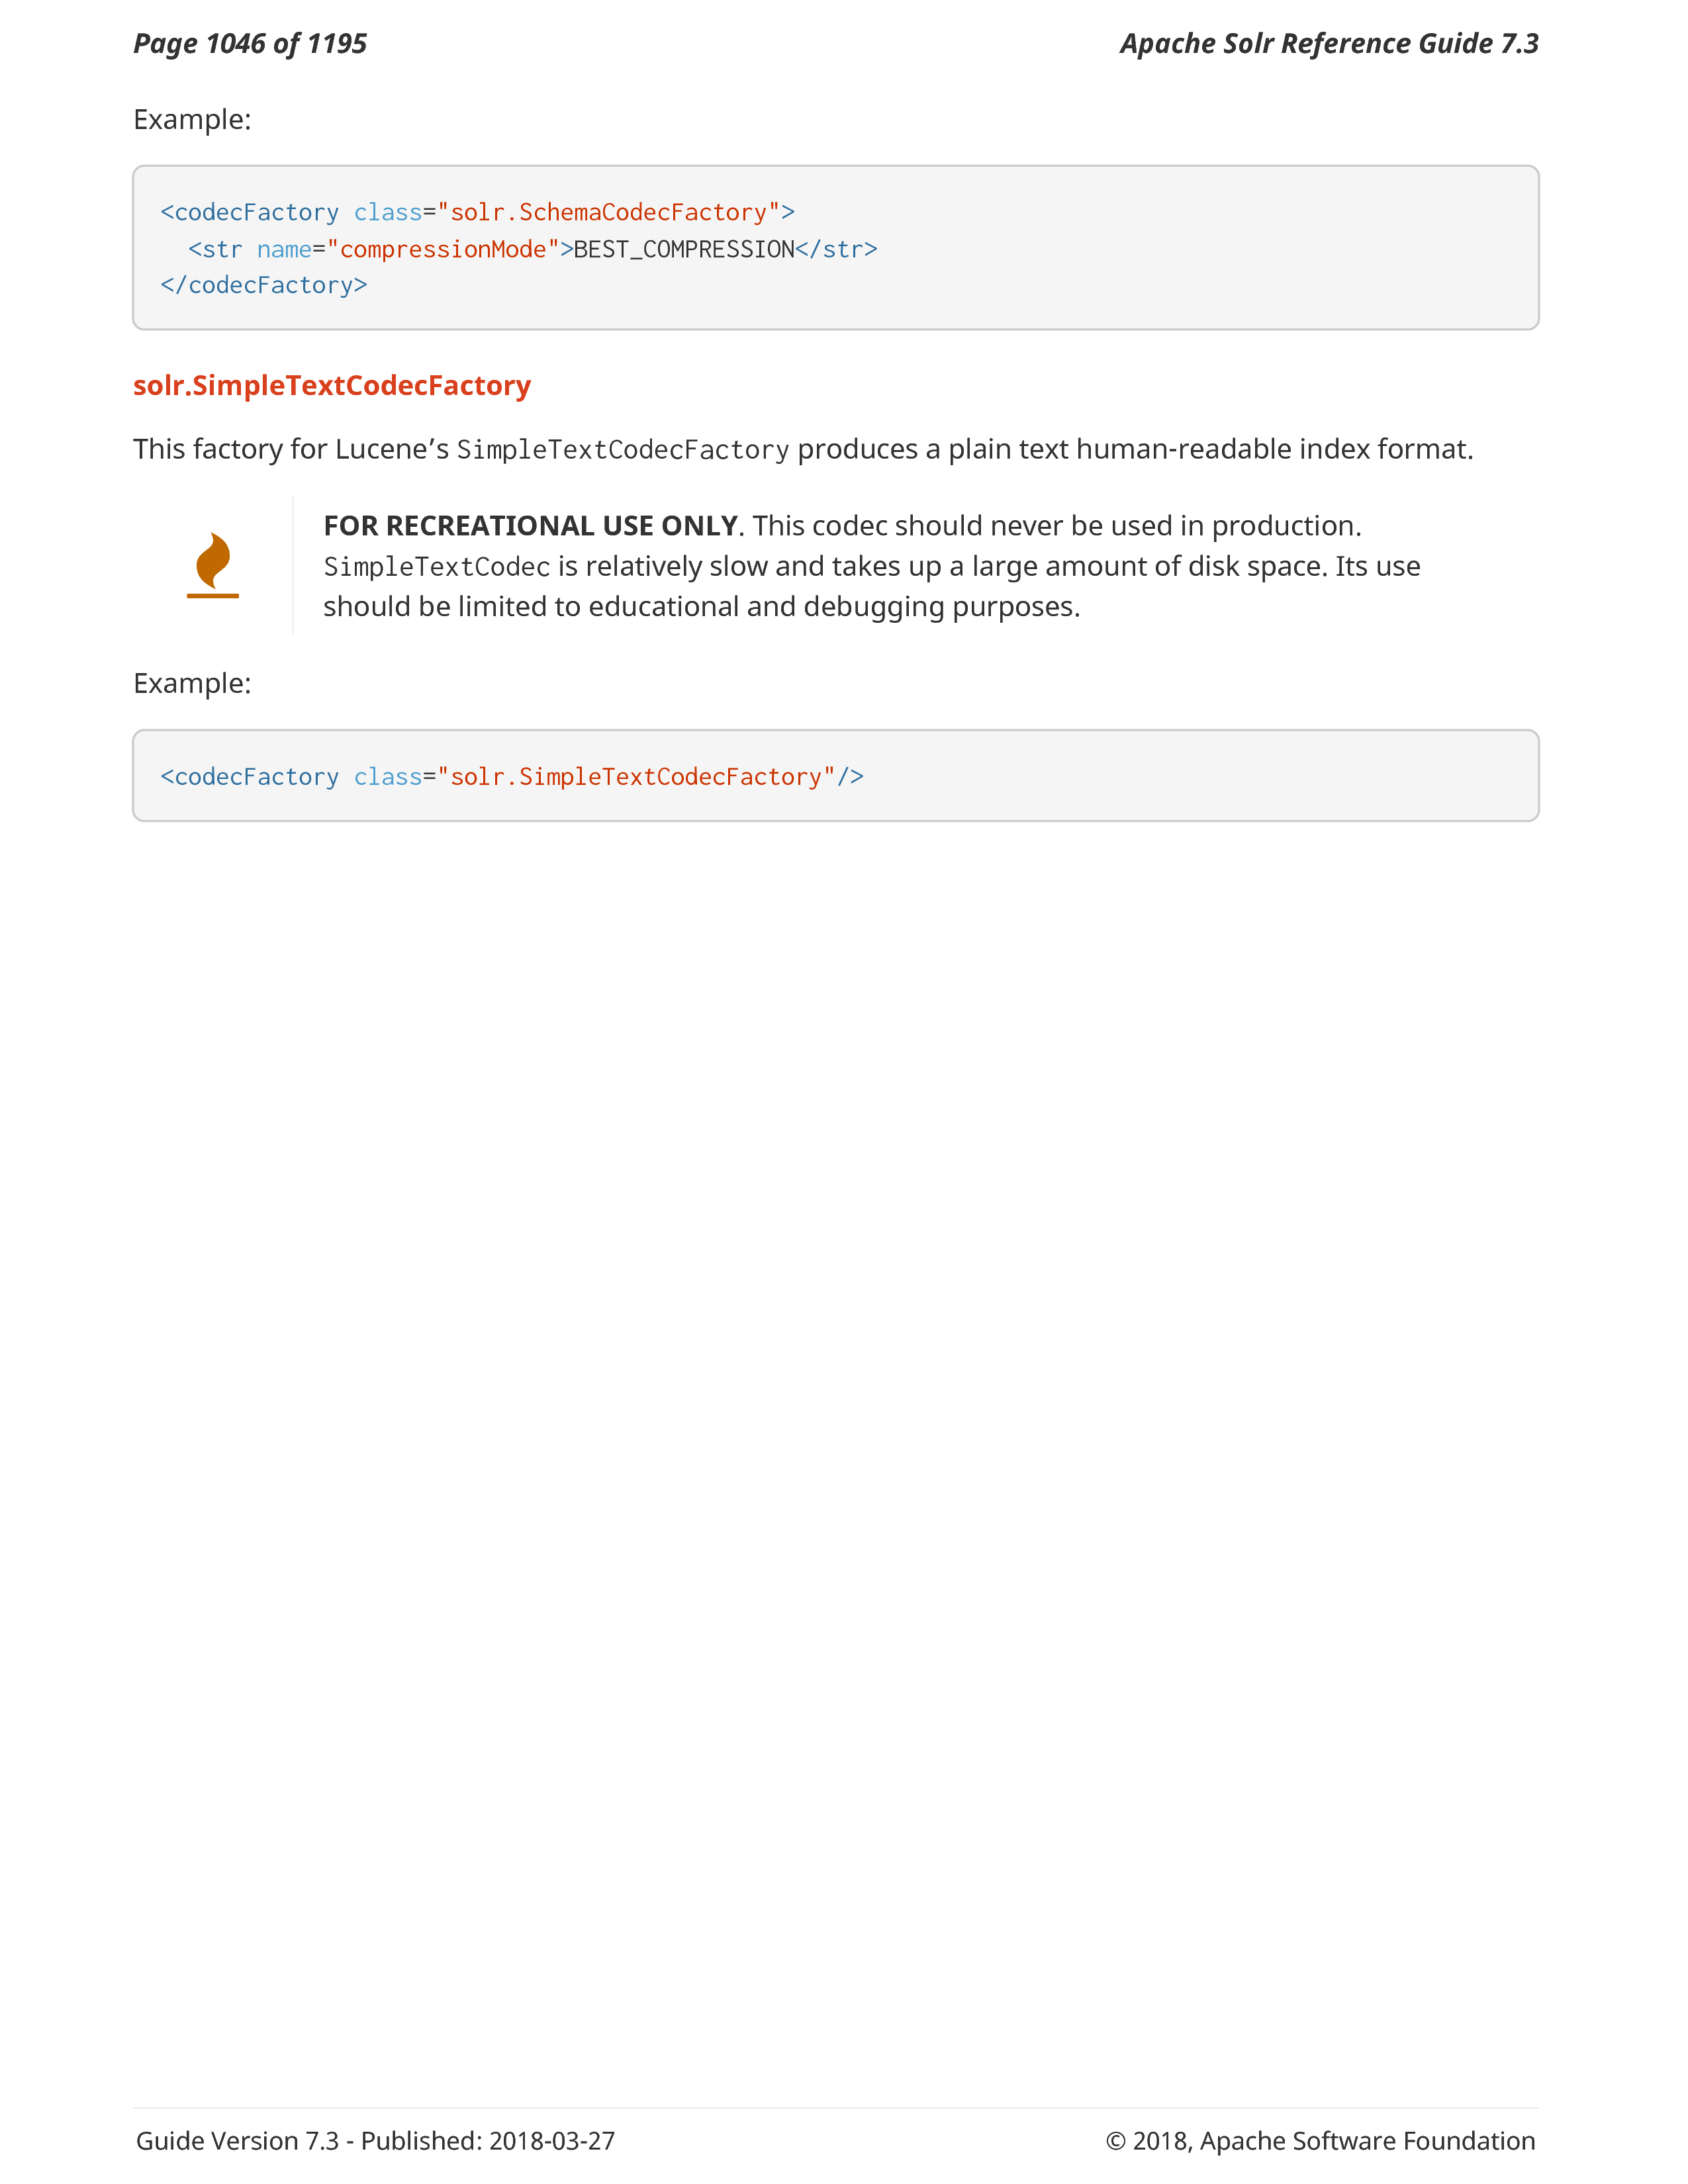 Page 1046 of 1195
Apache Solr Reference Guide 7.3
Example:
<codecFactory class="solr.SchemaCodecFactory">
  <str name="compressionMode">BEST_COMPRESSION</str>
</codecFactory>
solr.SimpleTextCodecFactory
This factory for Lucene’s SimpleTextCodecFactory produces a plain text human-readable index format.
FOR RECREATIONAL USE ONLY. This codec should never be used in production.
SimpleTextCodec is relatively slow and takes up a large amount of disk space. Its use
should be limited to educational and debugging purposes.
Example:
<codecFactory class="solr.SimpleTextCodecFactory"/>
Guide Version 7.3 - Published: 2018-03-27
© 2018, Apache Software Foundation